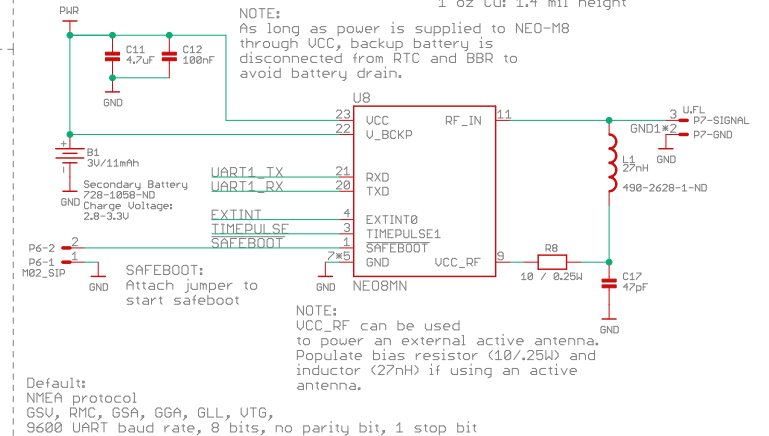 1 oz Cu: 1.4 mil height
PWR
NOTE:
As long as power is supplied to NEO-M8
through VCC, backup battery is
disconnected from RTC and BBR to
avoid battery drain.
C11
4.7uF
C12
100nF
GND
U8
23 VCC
22 V_BCKP
RF_IN 11
U.FL
3 P7-SIGNAL
GND1*2 P7-GND
GND
B1
3V/11mAh
GND
Secondary Battery
728-1058-ND
Charge Voltage:
2.8-3.3V
L1
27nH
490-2628-1-ND
UART1_TX 21 RXD
UART1_RX 20 TXD
EXTINT 4 EXTINT0
TIMEPULSE 3 TIMEPULSE1
SAFEBOOT 1 SAFEBOOT
7*5 GND
VCC_RF 9
GND
NEO8MN
P6-2 2
P6-1 1
M02_SIP
GND
SAFEBOOT:
Attach jumper to
start safeboot
R8
10 / 0.25W
C17
47pF
GND
NOTE:
VCC_RF can be used
to power an external active antenna.
Populate bias resistor (10/.25W) and
inductor (27nH) if using an active
antenna.
Default:
NMEA protocol
GSV, RMC, GSA, GGA, GLL, VTG,
9600 UART baud rate, 8 bits, no parity bit, 1 stop bit